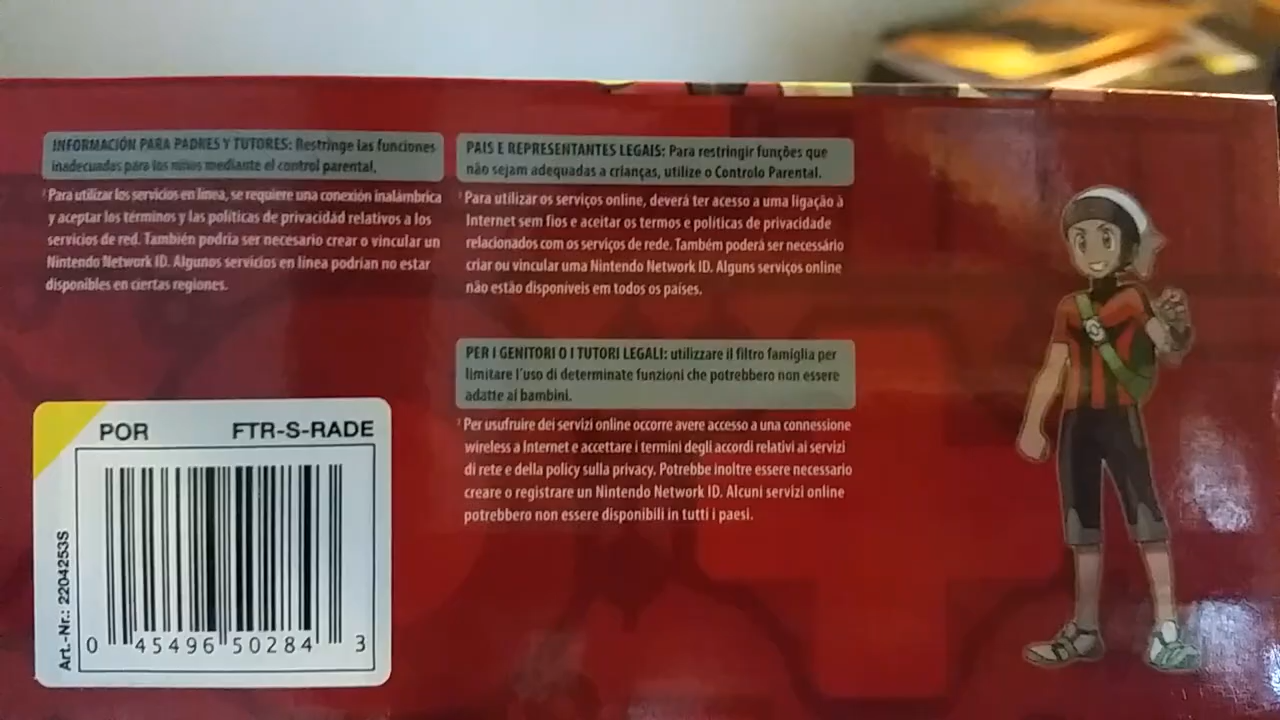 INFORMACIÓN PARA PADRES Y TUTORES: Restringe las funciones
inadecuadas para los niños mediante el control parental.
¹ Para utilizar los servicios en línea, se requiere una conexión inalámbrica
y aceptar los términos y las políticas de privacidad relativos a los
servicios de red. También podría ser necesario crear o vincular un
Nintendo Network ID. Algunos servicios en línea podrían no estar
disponibles en ciertas regiones.
PAIS E REPRESENTANTES LEGAIS: Para restringir funções que
não sejam adequadas a crianças, utilize o Controlo Parental.
¹ Para utilizar os serviços online, deverá ter acesso a uma ligação à
Internet sem fios e aceitar os termos e políticas de privacidade
relacionados com os serviços de rede. Também poderá ser necessário
criar ou vincular uma Nintendo Network ID. Alguns serviços online
não estão disponíveis em todos os países.
PER I GENITORI O I TUTORI LEGALI: utilizzare il filtro famiglia per
limitare l'uso di determinate funzioni che potrebbero non essere
adatte ai bambini.
¹ Per usufruire dei servizi online occorre avere accesso a una connessione
wireless a Internet e accettare i termini degli accordi relativi ai servizi
di rete e della policy sulla privacy. Potrebbe inoltre essere necessario
creare o registrare un Nintendo Network ID. Alcuni servizi online
potrebbero non essere disponibili in tutti i paesi.
POR FTR-S-RADE
Art.-Nr.: 2204253S
0 45496 50284 3